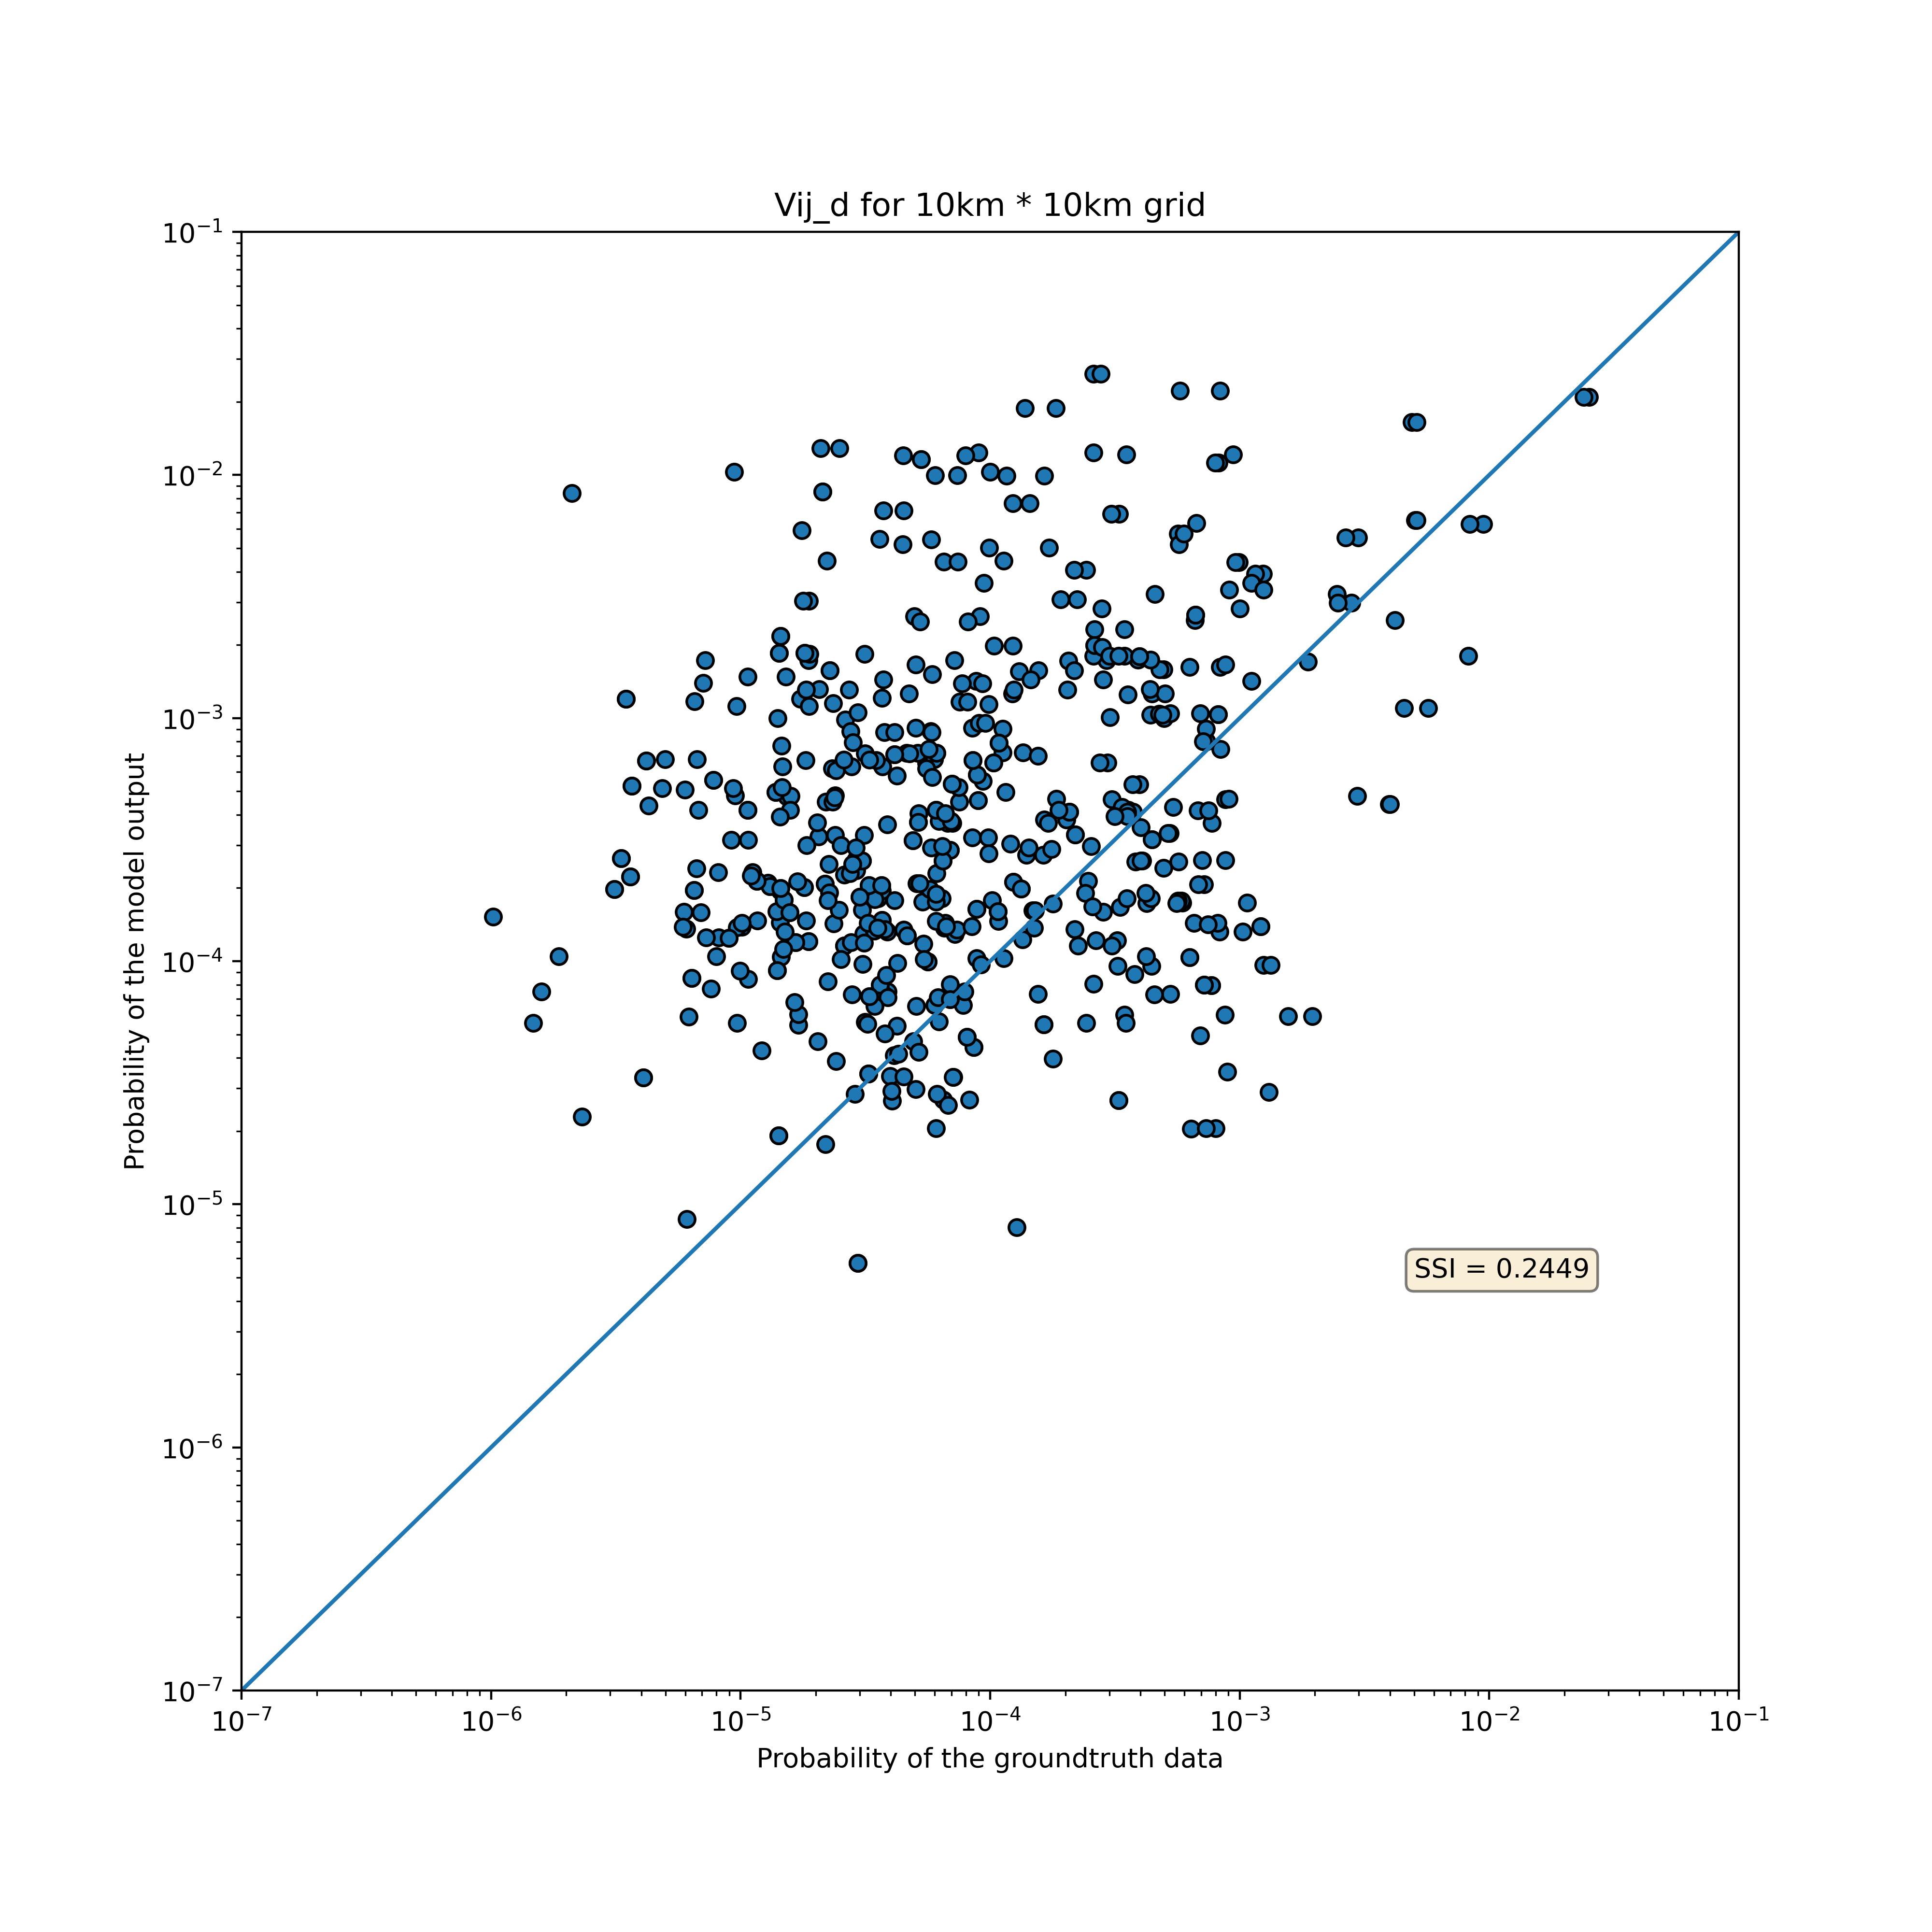 Vij_d for 10km * 10km grid
10⁻¹
10⁻²
10⁻³
10⁻⁴
10⁻⁵
10⁻⁶
10⁻⁷
Probability of the model output
SSI = 0.2449
10⁻⁷ 10⁻⁶ 10⁻⁵ 10⁻⁴ 10⁻³ 10⁻² 10⁻¹
Probability of the groundtruth data